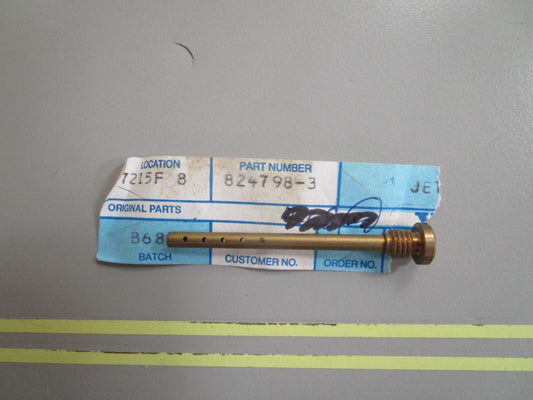 LOCATION PART NUMBER
7215F 8 824798-3 JET
ORIGINAL PARTS
B68
BATCH CUSTOMER NO. ORDER NO.